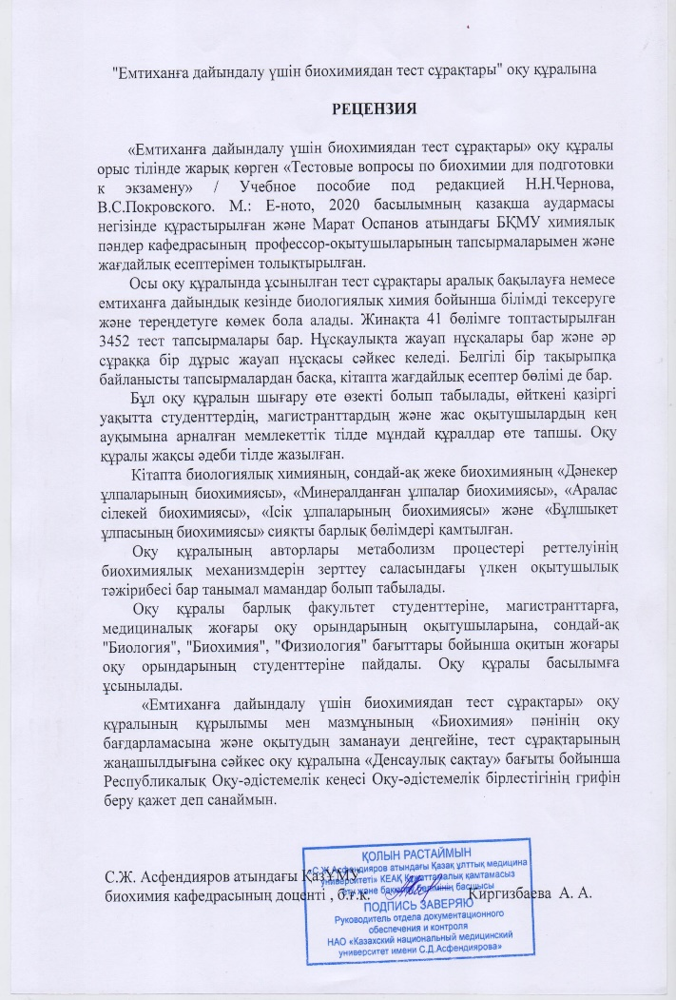 "Емтиханға дайындалу үшін биохимиядан тест сұрақтары" оқу құралына
РЕЦЕНЗИЯ
«Емтиханға дайындалу үшін биохимиядан тест сұрақтары» оқу құралы
орыс тілінде жарық көрген «Тестовые вопросы по биохимии для подготовки
к экзамену» / Учебное пособие под редакцией Н.Н.Чернова,
В.С.Покровского. М.: Е-ното, 2020 басылымның қазақша аудармасы
негізінде құрастырылған және Марат Оспанов атындағы БҚМУ химиялық
пәндер кафедрасының профессор-оқытушыларының тапсырмаларымен және
жағдайлық есептерімен толықтырылған.
Осы оқу құралында ұсынылған тест сұрақтары аралық бақылауға немесе
емтиханға дайындық кезінде биологиялық химия бойынша білімді тексеруге
және тереңдетуге көмек бола алады. Жинақта 41 бөлімге топтастырылған
3452 тест тапсырмалары бар. Нұсқаулықта жауап нұсқалары бар және әр
сұраққа бір дұрыс жауап нұсқасы сәйкес келеді. Белгілі бір тақырыпқа
байланысты тапсырмалардан басқа, кітапта жағдайлық есептер бөлімі де бар.
Бұл оқу құралын шығару өте өзекті болып табылады, өйткені қазіргі
уақытта студенттердің, магистранттардың және жас оқытушылардың кең
ауқымына арналған мемлекеттік тілде мұндай құралдар өте тапшы. Оқу
құралы жақсы әдеби тілде жазылған.
Кітапта биологиялық химияның, сондай-ақ жеке биохимияның «Дәнекер
ұлпаларының биохимиясы», «Минералданған ұлпалар биохимиясы», «Аралас
сілекей биохимиясы», «Ісік ұлпаларының биохимиясы» және «Бұлшықет
ұлпасының биохимиясы» сияқты барлық бөлімдері қамтылған.
Оқу құралының авторлары метаболизм процестері реттелуінің
биохимиялық механизмдерін зерттеу саласындағы үлкен оқытушылық
тәжірибесі бар танымал мамандар болып табылады.
Оқу құралы барлық факультет студенттеріне, магистранттарға,
медициналық жоғары оқу орындарының оқытушыларына, сондай-ақ
"Биология", "Биохимия", "Физиология" бағыттары бойынша оқитын жоғары
оқу орындарының студенттеріне пайдалы. Оқу құралы басылымға
ұсынылады.
«Емтиханға дайындалу үшін биохимиядан тест сұрақтары» оқу
құралының құрылымы мен мазмұнының «Биохимия» пәнінің оқу
бағдарламасына және оқытудың заманауи деңгейіне, тест сұрақтарының
жаңашылдығына сәйкес оқу құралына «Денсаулық сақтау» бағыты бойынша
Республикалық Оқу-әдістемелік кеңесі Оқу-әдістемелік бірлестігінің грифін
беру қажет деп санаймын.
С.Ж. Асфендияров атындағы ҚазҰМУ
биохимия кафедрасының доценті , б.ғ.к. Киргизбаева А. А.
ҚОЛЫН РАСТАЙМЫН
«С.Ж.Асфендияров атындағы Қазақ ұлттық медицина
университеті» КЕАҚ Құжаттамалық қамтамасыз
ету және бақылау бөлімінің басшысы
ПОДПИСЬ ЗАВЕРЯЮ
Руководитель отдела документационного
обеспечения и контроля
НАО «Казахский национальный медицинский
университет имени С.Д.Асфендиярова»